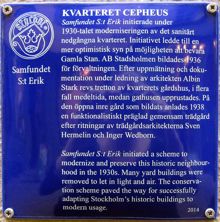 KVARTERET CEPHEUS
Samfundet S:t Erik initierade under
1930-talet moderniseringen av det sanitärt
nedgångna kvarteret. Initiativet ledde till en
mer optimistisk syn på möjligheten att bevara
Gamla Stan. AB Stadsholmen bildades 1936
för förvaltningen. Efter uppmätning och doku-
mentation under ledning av arkitekten Albin
Stark revs tretton av kvarterets gårdshus, i flera
fall medeltida, medan gathusen upprustades. På
den öppna inre gård som bildats anlades 1938
en funktionalistiskt präglad gemensam trädgård
efter ritningar av trädgårdsarkitekterna Sven
Hermelin och Inger Wedborn.
Samfundet
S:t Erik
Samfundet S:t Erik initiated a scheme to
modernize and preserve this historic neighbour-
hood in the 1930s. Many yard buildings were
removed to let in light and air. The conserva-
tion scheme paved the way for successfully
adapting Stockholm's historic buildings to
modern usage.
2014